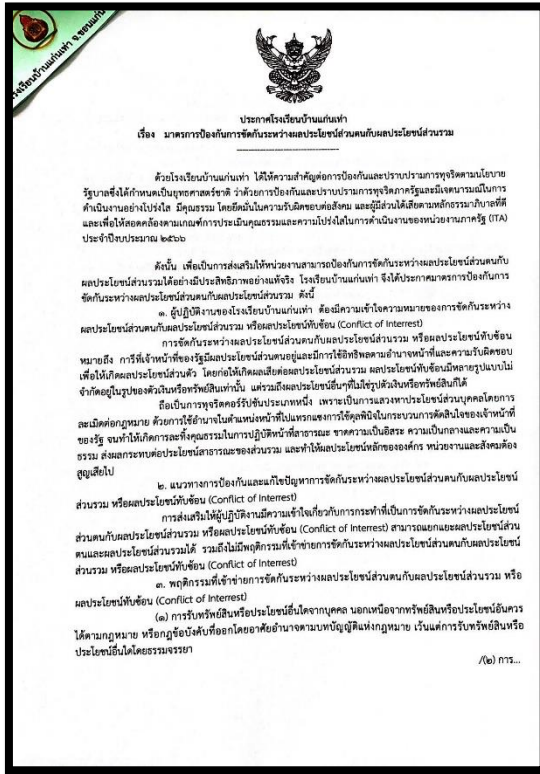 โรงเรียนบ้านแก่นเท่า จ.ขอนแก่น
ประกาศโรงเรียนบ้านแก่นเท่า
เรื่อง มาตรการป้องกันการขัดกันระหว่างผลประโยชน์ส่วนตนกับผลประโยชน์ส่วนรวม
ด้วยโรงเรียนบ้านแก่นเท่า ได้ให้ความสำคัญต่อการป้องกันและปราบปรามการทุจริตตามนโยบาย
รัฐบาลซึ่งได้กำหนดเป็นยุทธศาสตร์ชาติ ว่าด้วยการป้องกันและปราบปรามการทุจริตภาครัฐและมีเจตนารมณ์ในการ
ดำเนินงานอย่างโปร่งใส มีคุณธรรม โดยยึดมั่นในความรับผิดชอบต่อสังคม และผู้มีส่วนได้เสียตามหลักธรรมาภิบาลที่ดี
และเพื่อให้สอดคล้องตามเกณฑ์การประเมินคุณธรรมและความโปร่งใสในการดำเนินงานของหน่วยงานภาครัฐ (ITA)
ประจำปีงบประมาณ ๒๕๖๖
ดังนั้น เพื่อเป็นการส่งเสริมให้หน่วยงานสามารถป้องกันการขัดกันระหว่างผลประโยชน์ส่วนตนกับ
ผลประโยชน์ส่วนรวมได้อย่างมีประสิทธิภาพอย่างแท้จริง โรงเรียนบ้านแก่นเท่า จึงได้ประกาศมาตรการป้องกันการ
ขัดกันระหว่างผลประโยชน์ส่วนตนกับผลประโยชน์ส่วนรวม ดังนี้
๑. ผู้ปฏิบัติงานของโรงเรียนบ้านแก่นเท่า ต้องมีความเข้าใจความหมายของการขัดกันระหว่าง
ผลประโยชน์ส่วนตนกับผลประโยชน์ส่วนรวม หรือผลประโยชน์ทับซ้อน (Conflict of Interrest)
การขัดกันระหว่างผลประโยชน์ส่วนตนกับผลประโยชน์ส่วนรวม หรือผลประโยชน์ทับซ้อน
หมายถึง การที่เจ้าหน้าที่ของรัฐมีผลประโยชน์ส่วนตนอยู่และมีการใช้อิทธิพลตามอำนาจหน้าที่และความรับผิดชอบ
เพื่อให้เกิดผลประโยชน์ส่วนตัว โดยก่อให้เกิดผลเสียต่อผลประโยชน์ส่วนรวม ผลประโยชน์ทับซ้อนมีหลายรูปแบบไม่
จำกัดอยู่ในรูปของตัวเงินหรือทรัพย์สินเท่านั้น แต่รวมถึงผลประโยชน์อื่นๆที่ไม่ใช่รูปตัวเงินหรือทรัพย์สินก็ได้
ถือเป็นการทุจริตคอร์รัปชันประเภทหนึ่ง เพราะเป็นการแสวงหาประโยชน์ส่วนบุคคลโดยการ
ละเมิดต่อกฎหมาย ด้วยการใช้อำนาจในตำแหน่งหน้าที่ไปแทรกแซงการใช้ดุลพินิจในกระบวนการตัดสินใจของเจ้าหน้าที่
ของรัฐ จนทำให้เกิดการละทิ้งคุณธรรมในการปฏิบัติหน้าที่สาธารณะ ขาดความเป็นอิสระ ความเป็นกลางและความเป็น
ธรรม ส่งผลกระทบต่อประโยชน์สาธารณะของส่วนรวม และทำให้ผลประโยชน์หลักขององค์กร หน่วยงานและสังคมต้อง
สูญเสียไป
๒. แนวทางการป้องกันและแก้ไขปัญหาการขัดกันระหว่างผลประโยชน์ส่วนตนกับผลประโยชน์
ส่วนรวม หรือผลประโยชน์ทับซ้อน (Conflict of Interrest)
การส่งเสริมให้ผู้ปฏิบัติงานมีความเข้าใจเกี่ยวกับการกระทำที่เป็นการขัดกันระหว่างผลประโยชน์
ส่วนตนกับผลประโยชน์ส่วนรวม หรือผลประโยชน์ทับซ้อน (Conflict of Interrest) สามารถแยกแยะผลประโยชน์ส่วน
ตนและผลประโยชน์ส่วนรวมได้ รวมถึงไม่มีพฤติกรรมที่เข้าข่ายการขัดกันระหว่างผลประโยชน์ส่วนตนกับผลประโยชน์
ส่วนรวม หรือผลประโยชน์ทับซ้อน (Conflict of Interrest)
๓. พฤติกรรมที่เข้าข่ายการขัดกันระหว่างผลประโยชน์ส่วนตนกับผลประโยชน์ส่วนรวม หรือ
ผลประโยชน์ทับซ้อน (Conflict of Interrest)
(๑) การรับทรัพย์สินหรือประโยชน์อื่นใดจากบุคคล นอกเหนือจากทรัพย์สินหรือประโยชน์อันควร
ได้ตามกฎหมาย หรือกฎข้อบังคับที่ออกโดยอาศัยอำนาจตามบทบัญญัติแห่งกฎหมาย เว้นแต่การรับทรัพย์สินหรือ
ประโยชน์อื่นใดโดยธรรมจรรยา
/(๒) การ...